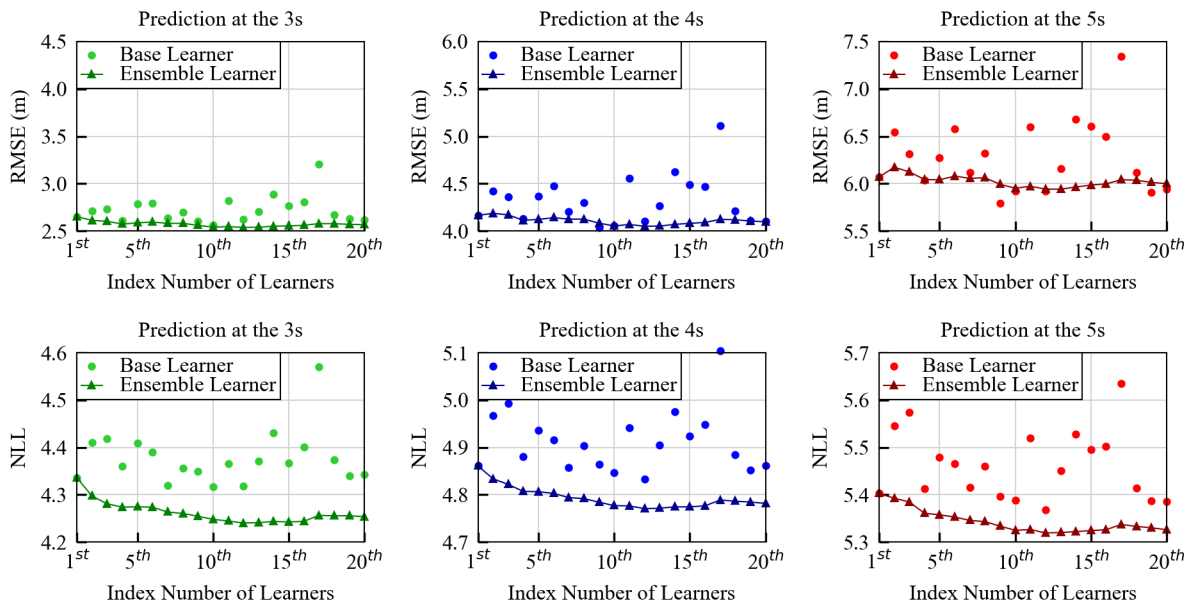 Prediction at the 3s
4.5
4.0
3.5
3.0
2.5
RMSE (m)
Base Learner
Ensemble Learner
1st 5th 10th 15th 20th
Index Number of Learners
Prediction at the 4s
6.0
5.5
5.0
4.5
4.0
RMSE (m)
Base Learner
Ensemble Learner
1st 5th 10th 15th 20th
Index Number of Learners
Prediction at the 5s
7.5
7.0
6.5
6.0
5.5
RMSE (m)
Base Learner
Ensemble Learner
1st 5th 10th 15th 20th
Index Number of Learners
Prediction at the 3s
4.6
4.5
4.4
4.3
4.2
NLL
Base Learner
Ensemble Learner
1st 5th 10th 15th 20th
Index Number of Learners
Prediction at the 4s
5.1
5.0
4.9
4.8
4.7
NLL
Base Learner
Ensemble Learner
1st 5th 10th 15th 20th
Index Number of Learners
Prediction at the 5s
5.7
5.6
5.5
5.4
5.3
NLL
Base Learner
Ensemble Learner
1st 5th 10th 15th 20th
Index Number of Learners